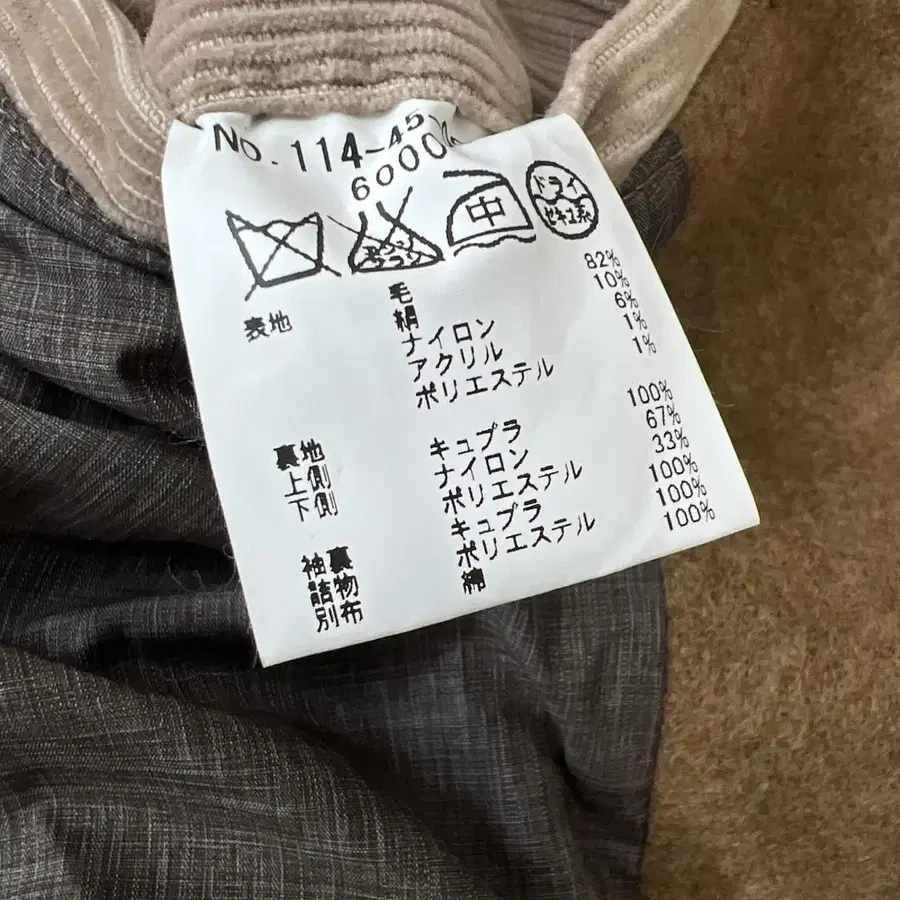 No. 114-45
6000
中 ドライ
セキユ系
表地 毛 82%
絹 10%
ナイロン 6%
アクリル 1%
ポリエステル 1%
裏地
上側 キュプラ 100%
下側 ナイロン 67%
ポリエステル 33%
キュプラ 100%
袖裏 ポリエステル 100%
詰物 綿 100%
別布